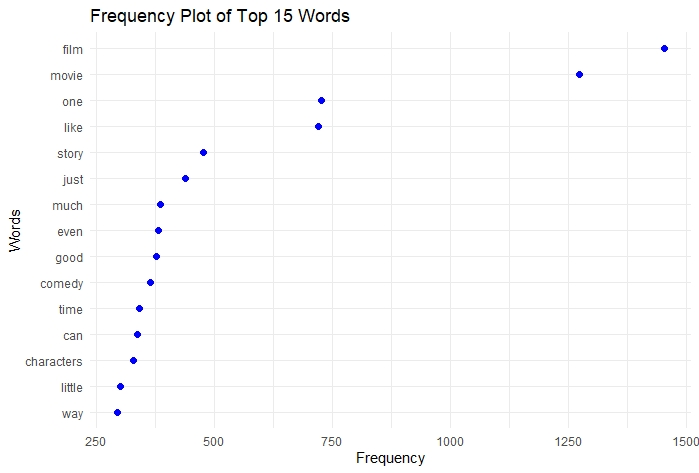 Frequency Plot of Top 15 Words
film
movie
one
like
story
just
much
even
good
comedy
time
can
characters
little
way
Words
250 500 750 1000 1250 1500
Frequency